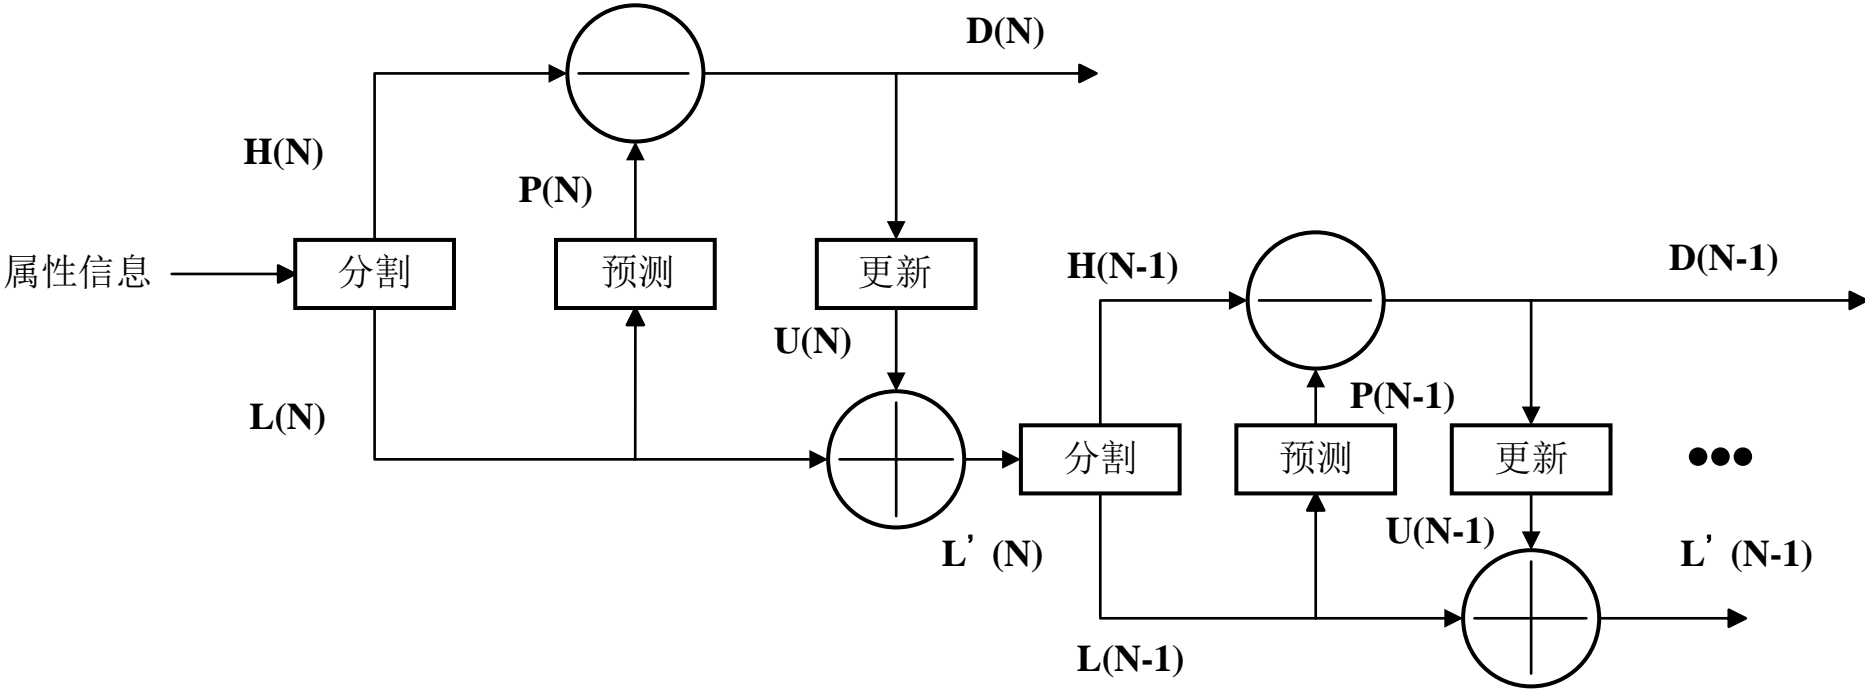 D(N)
H(N)
P(N)
属性信息
分割
预测
更新
H(N-1)
D(N-1)
U(N)
L(N)
P(N-1)
分割
预测
更新
●●●
L’(N)
U(N-1)
L’(N-1)
L(N-1)